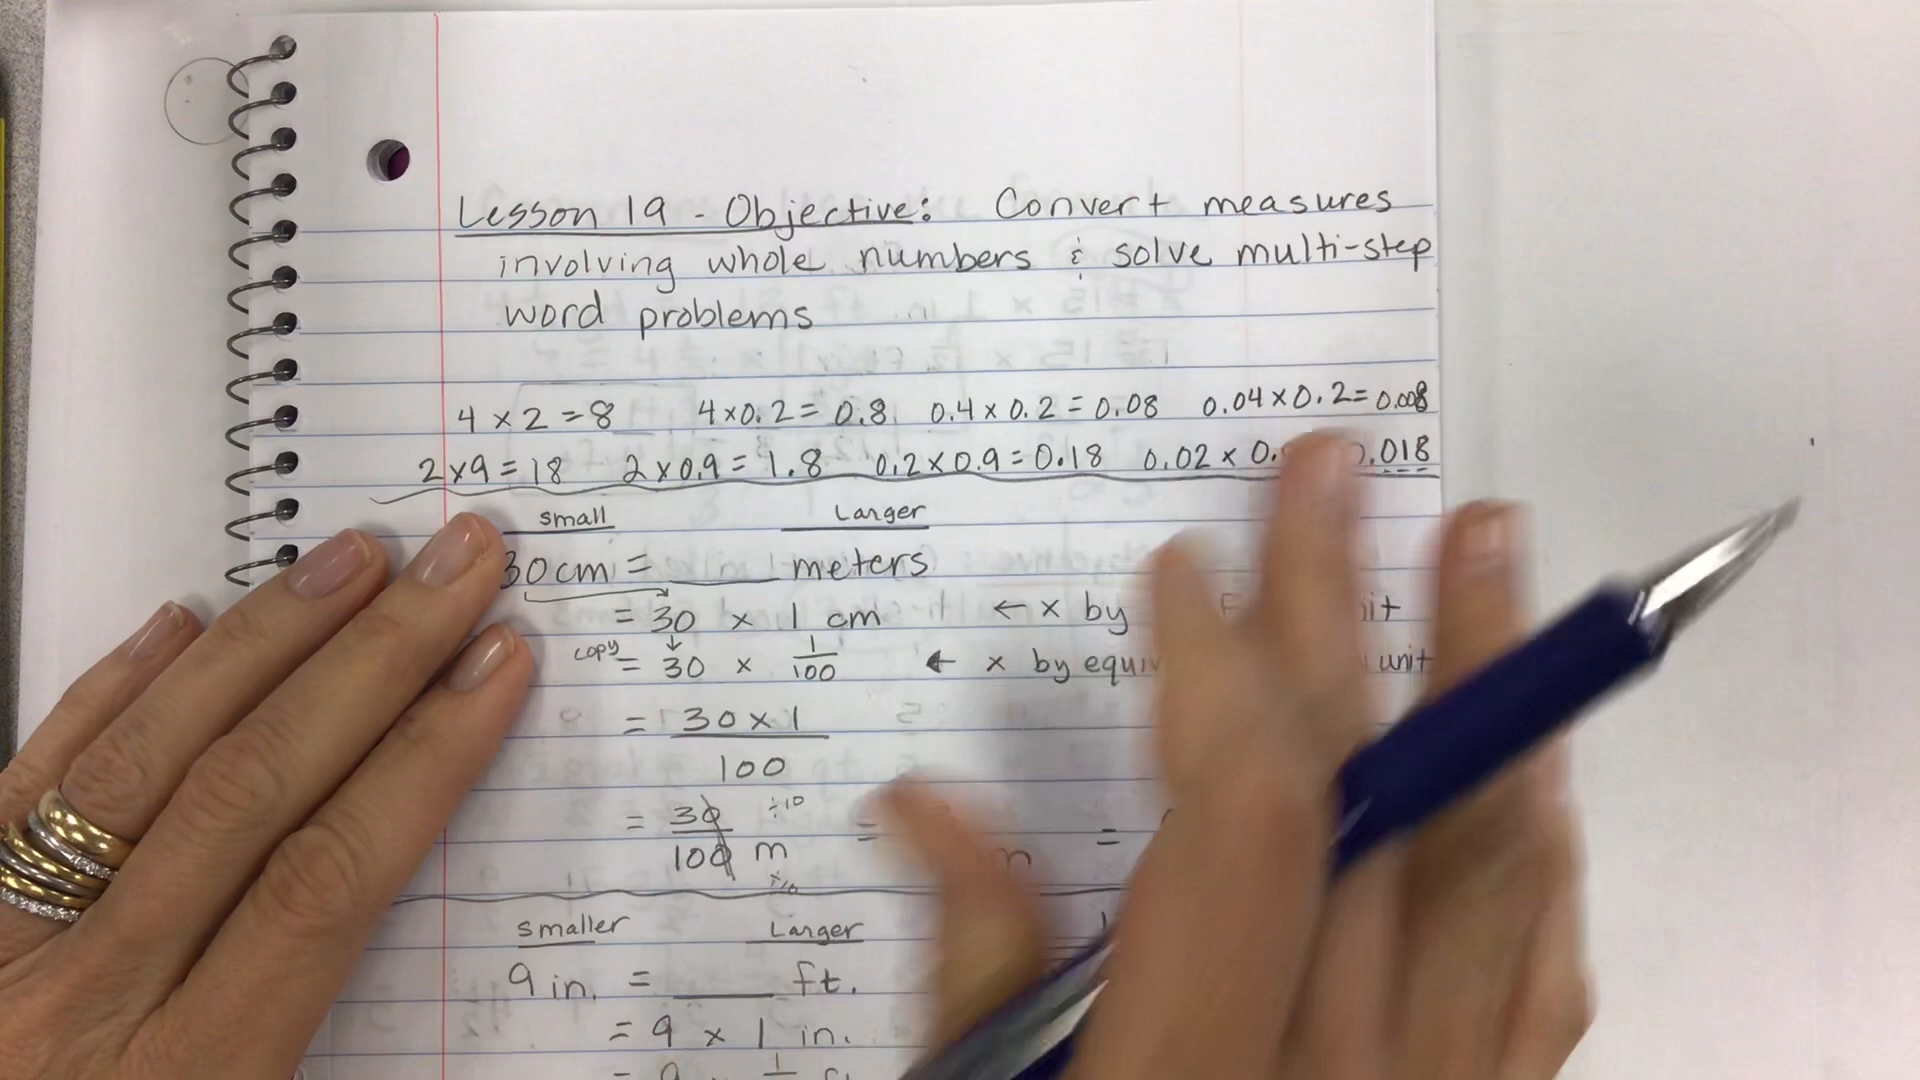 Lesson 19 - Objective: Convert measures
involving whole numbers & solve multi-step
word problems
4 × 2 = 8 4×0.2 = 0.8 0.4×0.2 = 0.08 0.04×0.2 = 0.008
2×9 = 18 2×0.9 = 1.8 0.2×0.9 = 0.18 0.02 × 0. .018
small Larger
30 cm = ____ meters
= 30 × 1 cm ← × by
copy = 30 × 1/100 ← × by unit
= 30 × 1
100
= 30 ÷10 = =
100 m m
÷10
smaller Larger
9 in. = ____ ft.
= 9 × 1 in.